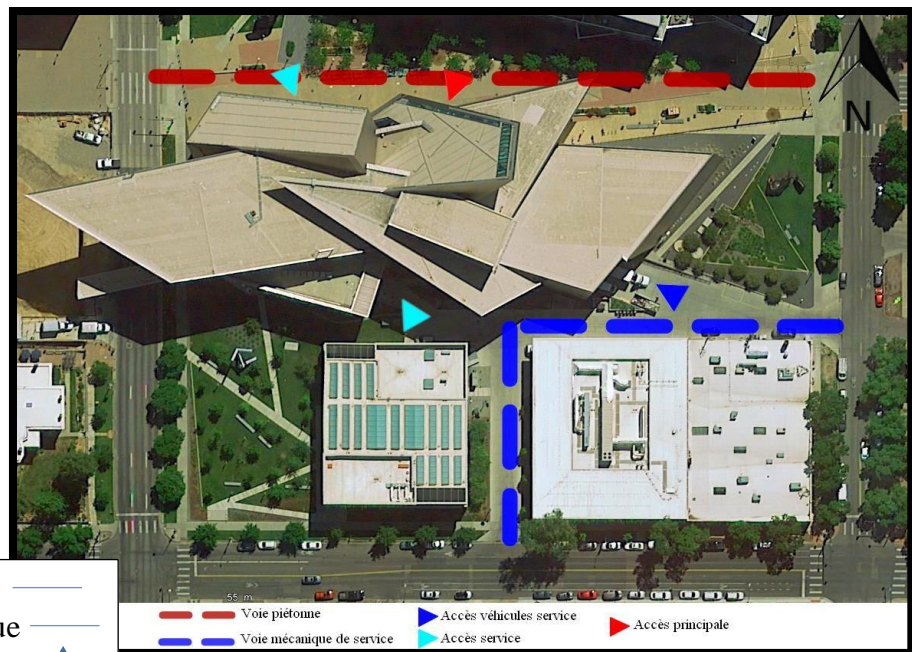 N
55 m
ue
Voie piétonne
Voie mécanique de service
Accès véhicules service
Accès service
Accès principale